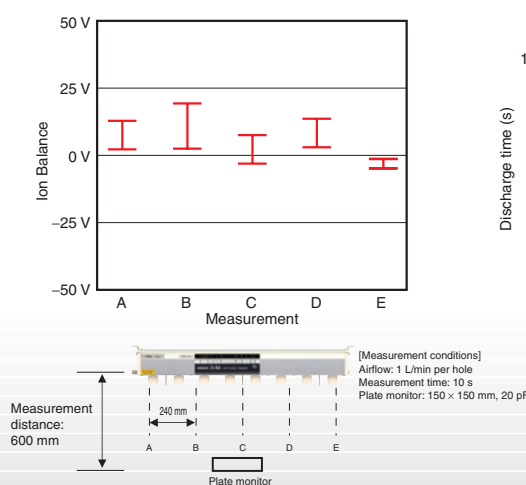 50 V
25 V
0 V
−25 V
−50 V
Ion Balance
A B C D E
Measurement
1
Discharge time (s)
[Measurement conditions]
Airflow: 1 L/min per hole
Measurement time: 10 s
Plate monitor: 150 × 150 mm, 20 pF
Measurement
distance:
600 mm
240 mm
A B C D E
Plate monitor